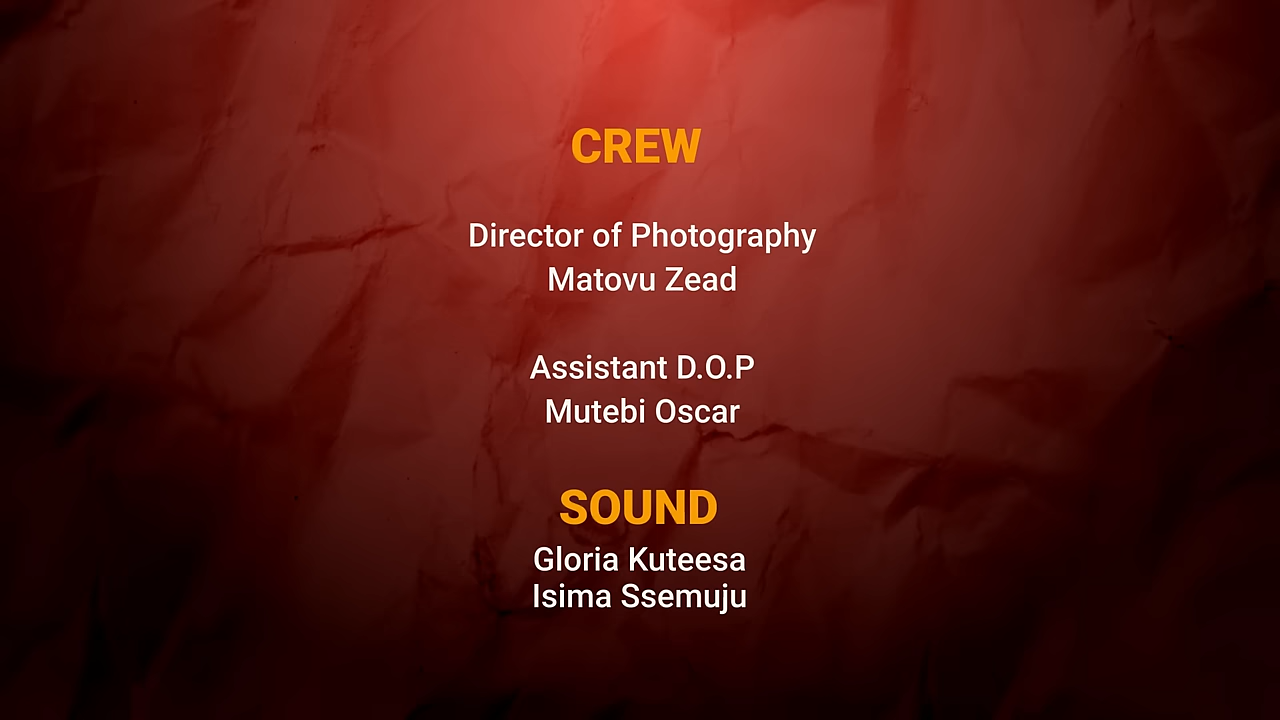 CREW
Director of Photography
Matovu Zead
Assistant D.O.P
Mutebi Oscar
SOUND
Gloria Kuteesa
Isima Ssemuju